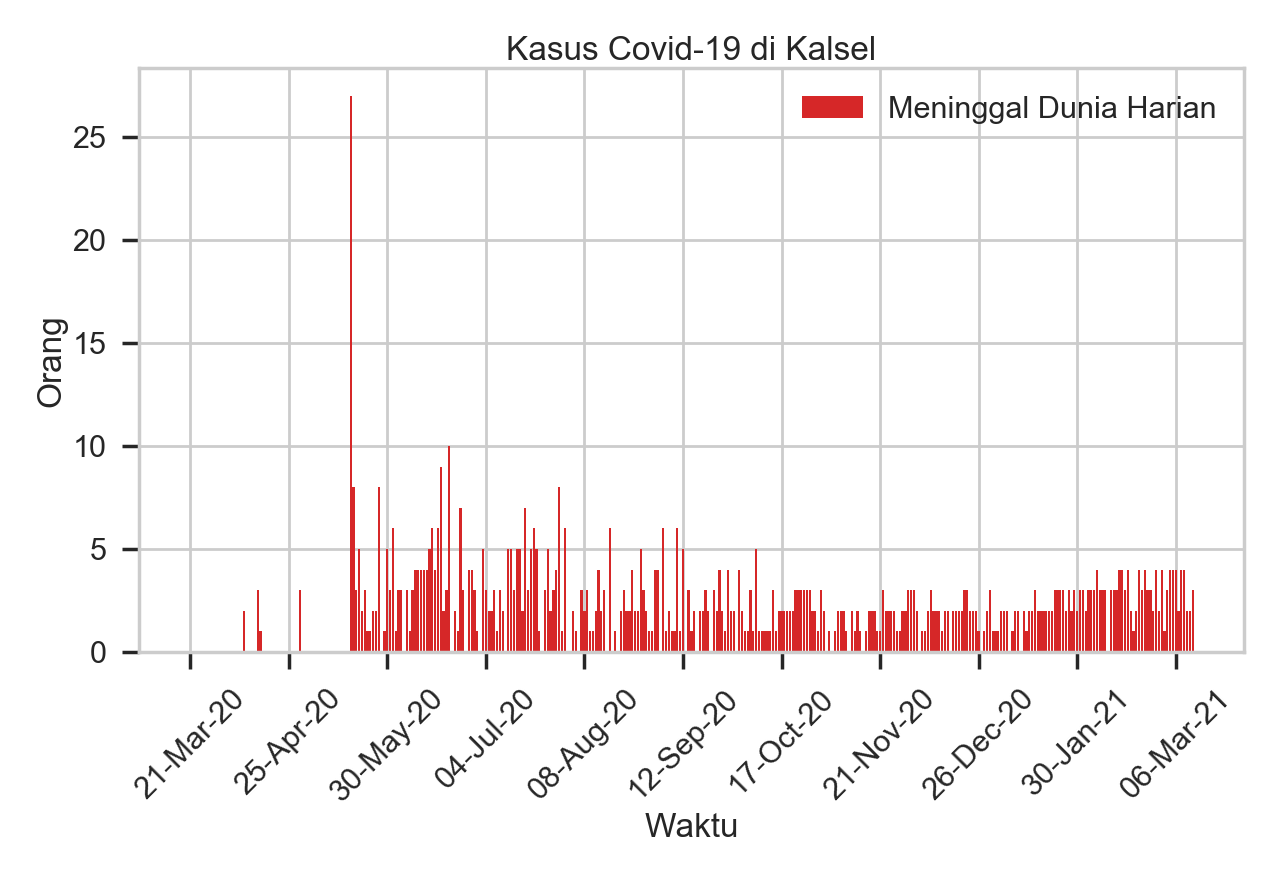 Kasus Covid-19 di Kalsel
Meninggal Dunia Harian
25
20
15
10
5
0
Orang
21-Mar-20
25-Apr-20
30-May-20
04-Jul-20
08-Aug-20
12-Sep-20
17-Oct-20
21-Nov-20
26-Dec-20
30-Jan-21
06-Mar-21
Waktu